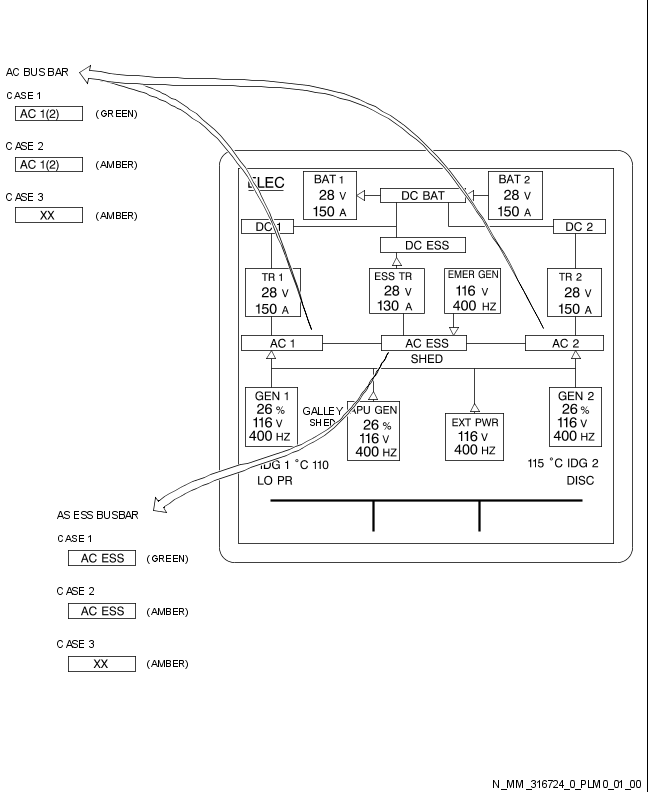 AC BUSBAR
CASE 1
AC 1(2) (GREEN)
CASE 2
AC 1(2) (AMBER)
CASE 3
XX (AMBER)
ELEC
BAT 1
28 V
150 A
DC BAT
BAT 2
28 V
150 A
DC 1
DC ESS
DC 2
TR 1
28 V
150 A
ESS TR
28 V
130 A
EMER GEN
116 V
400 HZ
TR 2
28 V
150 A
AC 1
AC ESS
AC 2
SHED
GEN 1
26 %
116 V
400 HZ
GALLEY
SHED
APU GEN
26 %
116 V
400 HZ
EXT PWR
116 V
400 HZ
GEN 2
26 %
116 V
400 HZ
IDG 1 °C 110
LO PR
115 °C IDG 2
DISC
AS ESS BUSBAR
CASE 1
AC ESS (GREEN)
CASE 2
AC ESS (AMBER)
CASE 3
XX (AMBER)
N_MM_316724_0_PLM0_01_00